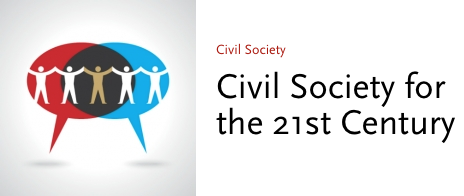 Civil Society
Civil Society for
the 21st Century